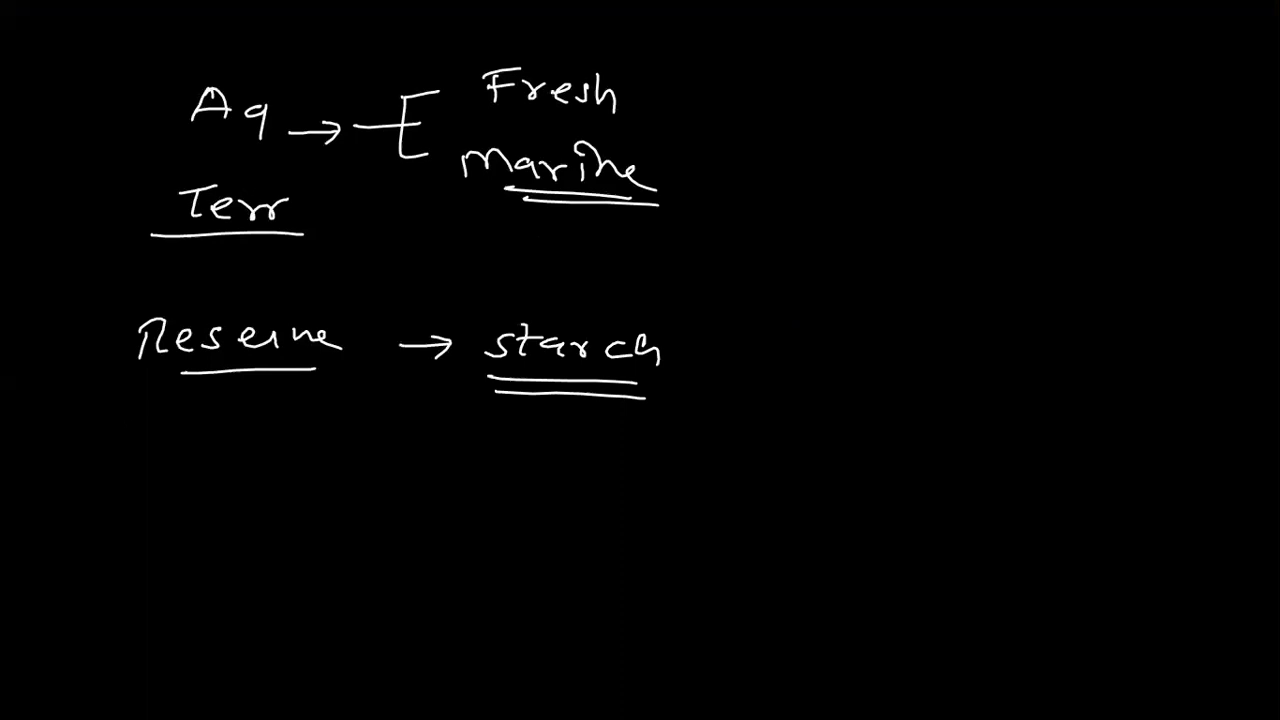 Fresh
Aq →
Marine
Terr
Reserve → starch